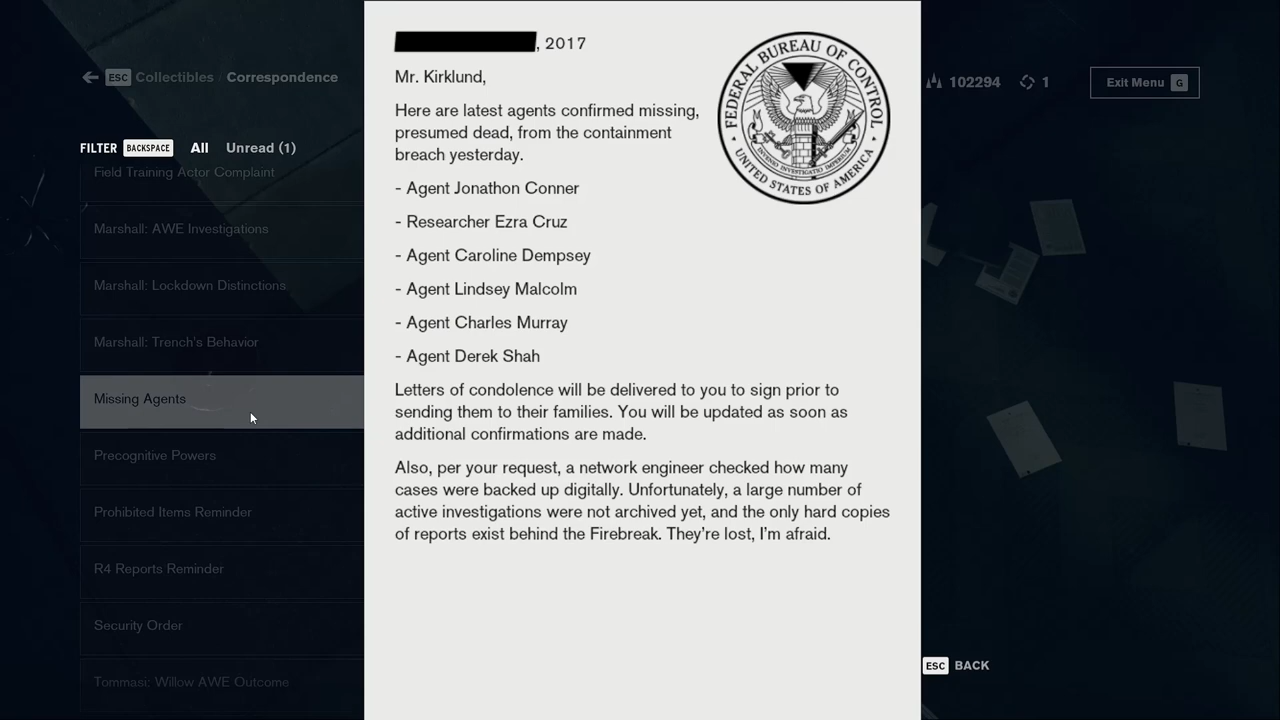 , 2017
Mr. Kirklund,
Here are latest agents confirmed missing,
presumed dead, from the containment
breach yesterday.
- Agent Jonathon Conner
- Researcher Ezra Cruz
- Agent Caroline Dempsey
- Agent Lindsey Malcolm
- Agent Charles Murray
- Agent Derek Shah
Letters of condolence will be delivered to you to sign prior to
sending them to their families. You will be updated as soon as
additional confirmations are made.
Also, per your request, a network engineer checked how many
cases were backed up digitally. Unfortunately, a large number of
active investigations were not archived yet, and the only hard copies
of reports exist behind the Firebreak. They're lost, I'm afraid.
FEDERAL BUREAU OF CONTROL
UNITED STATES OF AMERICA
INVENIO INVESTIGATIO IMPERIUM
ESC Collectibles / Correspondence
102294 1
Exit Menu G
FILTER BACKSPACE All Unread (1)
Field Training Actor Complaint
Marshall: AWE Investigations
Marshall: Lockdown Distinctions
Marshall: Trench's Behavior
Missing Agents
Precognitive Powers
Prohibited Items Reminder
R4 Reports Reminder
Security Order
Tommasi: Willow AWE Outcome
ESC BACK